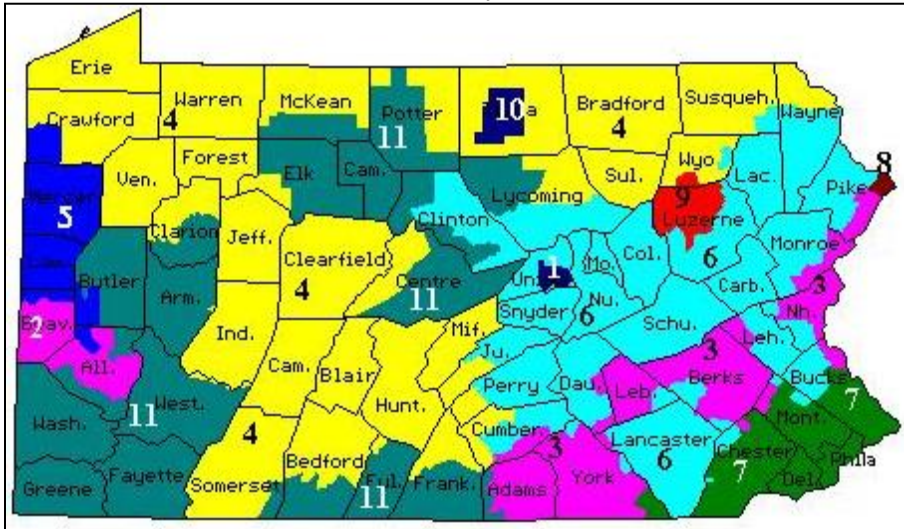 Erie
Warren
McKean
Potter
10
a
Bradford
Susqueh.
Wayne
Crawford
4
11
4
Forest
Elk
Cam.
Wyo
8
Ven.
Lycoming
Sul.
Lac.
Pike
5
9
Clarion
Jeff.
Clinton
Luzerne
Butler
Clearfield
Centre
Un.
1
Mo.
Col.
6
Monroe
Arm.
4
11
Nu.
Carb.
3
2
Ind.
Mif.
Snyder
6
Schu.
Nh.
All.
Cam.
Blair
Ju.
3
Leh.
Perry
Dau.
Leb.
Berks
Bucks
West.
Hunt.
7
Wash.
11
Cumber.
Mont.
4
3
Lancaster
Chester
Phila
Bedford
6
7
Greene
Fayette
Somerset
Ful.
Frank.
Adams
York
Del.
11